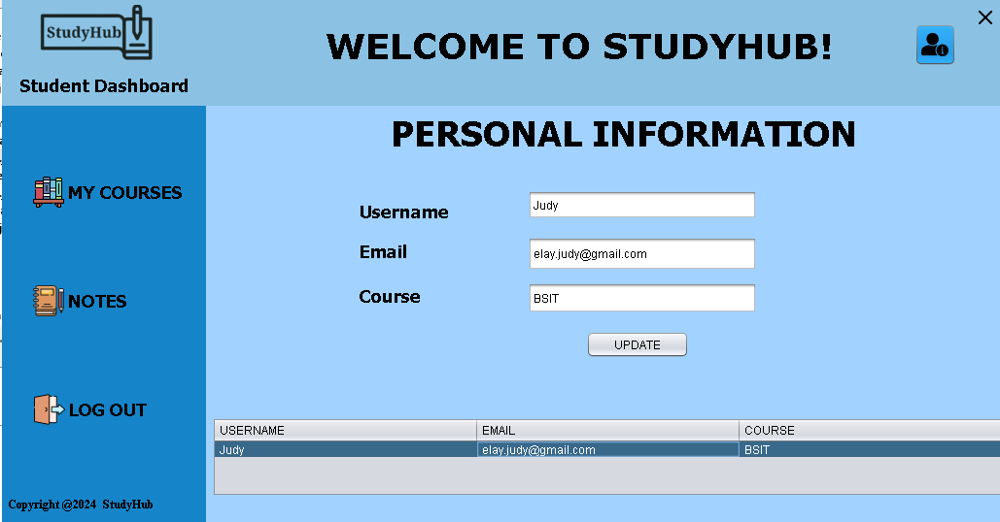 StudyHub
WELCOME TO STUDYHUB!
Student Dashboard
PERSONAL INFORMATION
MY COURSES
NOTES
LOG OUT
Username
Judy
Email
elay.judy@gmail.com
Course
BSIT
UPDATE
USERNAME EMAIL COURSE
Judy elay.judy@gmail.com BSIT
Copyright @2024 StudyHub